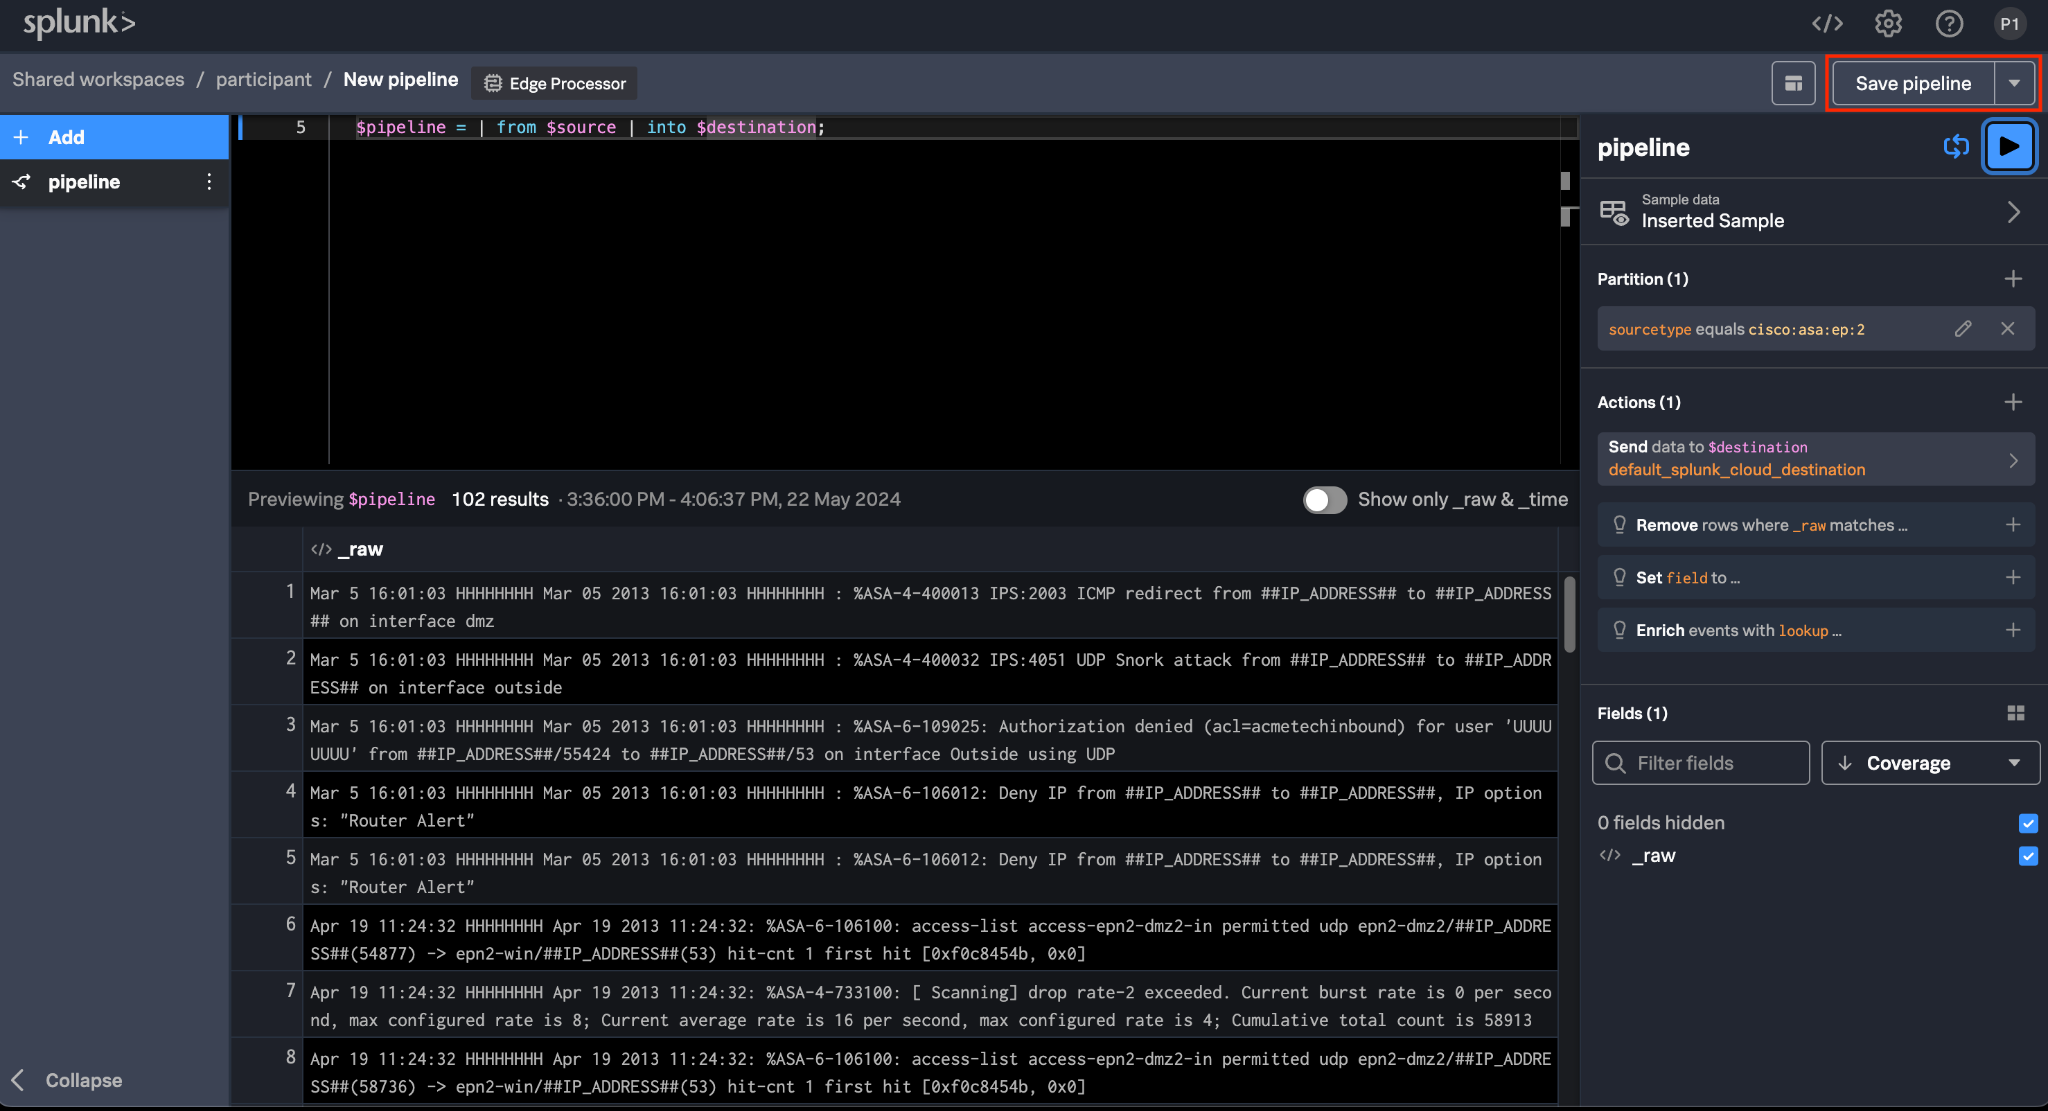 splunk>
P1
Shared workspaces / participant / New pipeline
Edge Processor
Save pipeline
+ Add
pipeline
5 $pipeline = | from $source | into $destination;
Previewing $pipeline 102 results · 3:36:00 PM - 4:06:37 PM, 22 May 2024
Show only _raw & _time
</> _raw
1 Mar 5 16:01:03 HHHHHHHH Mar 05 2013 16:01:03 HHHHHHHH : %ASA-4-400013 IPS:2003 ICMP redirect from ##IP_ADDRESS## to ##IP_ADDRESS
## on interface dmz
2 Mar 5 16:01:03 HHHHHHHH Mar 05 2013 16:01:03 HHHHHHHH : %ASA-4-400032 IPS:4051 UDP Snork attack from ##IP_ADDRESS## to ##IP_ADDR
ESS## on interface outside
3 Mar 5 16:01:03 HHHHHHHH Mar 05 2013 16:01:03 HHHHHHHH : %ASA-6-109025: Authorization denied (acl=acmetechinbound) for user 'UUUU
UUUU' from ##IP_ADDRESS##/55424 to ##IP_ADDRESS##/53 on interface Outside using UDP
4 Mar 5 16:01:03 HHHHHHHH Mar 05 2013 16:01:03 HHHHHHHH : %ASA-6-106012: Deny IP from ##IP_ADDRESS## to ##IP_ADDRESS##, IP option
s: "Router Alert"
5 Mar 5 16:01:03 HHHHHHHH Mar 05 2013 16:01:03 HHHHHHHH : %ASA-6-106012: Deny IP from ##IP_ADDRESS## to ##IP_ADDRESS##, IP option
s: "Router Alert"
6 Apr 19 11:24:32 HHHHHHHH Apr 19 2013 11:24:32: %ASA-6-106100: access-list access-epn2-dmz2-in permitted udp epn2-dmz2/##IP_ADDRE
SS##(54877) -> epn2-win/##IP_ADDRESS##(53) hit-cnt 1 first hit [0xf0c8454b, 0x0]
7 Apr 19 11:24:32 HHHHHHHH Apr 19 2013 11:24:32: %ASA-4-733100: [ Scanning] drop rate-2 exceeded. Current burst rate is 0 per seco
nd, max configured rate is 8; Current average rate is 16 per second, max configured rate is 4; Cumulative total count is 58913
8 Apr 19 11:24:32 HHHHHHHH Apr 19 2013 11:24:32: %ASA-6-106100: access-list access-epn2-dmz2-in permitted udp epn2-dmz2/##IP_ADDRE
SS##(58736) -> epn2-win/##IP_ADDRESS##(53) hit-cnt 1 first hit [0xf0c8454b, 0x0]
Collapse
pipeline
Sample data
Inserted Sample
Partition (1)
sourcetype equals cisco:asa:ep:2
Actions (1)
Send data to $destination
default_splunk_cloud_destination
Remove rows where _raw matches ...
Set field to ...
Enrich events with lookup ...
Fields (1)
Filter fields
Coverage
0 fields hidden
</> _raw